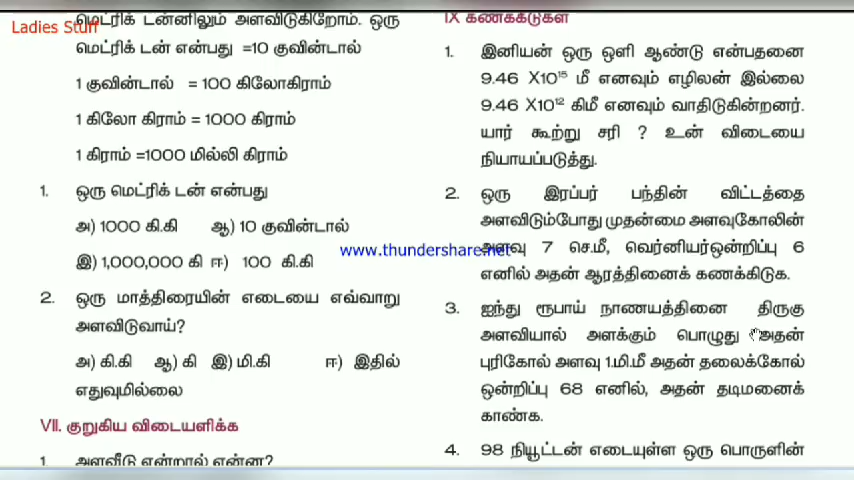 Ladies Stuff
மெட்ரிக் டன்னிலும் அளவிடுகிறோம். ஒரு
மெட்ரிக் டன் என்பது =10 குவின்டால்
1 குவின்டால் = 100 கிலோகிராம்
1 கிலோ கிராம் = 1000 கிராம்
1 கிராம் =1000 மில்லி கிராம்
1. ஒரு மெட்ரிக் டன் என்பது
அ) 1000 கி.கி ஆ) 10 குவின்டால்
இ) 1,000,000 கி ஈ) 100 கி.கி
2. ஒரு மாத்திரையின் எடையை எவ்வாறு
அளவிடுவாய்?
அ) கி.கி ஆ) கி இ) மி.கி ஈ) இதில்
எதுவுமில்லை
VII. குறுகிய விடையளிக்க
1. அளவீடு என்றால் என்ன?
IX கணக்கீடுகள்
1. இனியன் ஒரு ஒளி ஆண்டு என்பதனை
9.46 X10¹⁵ மீ எனவும் எழிலன் இல்லை
9.46 X10¹² கிமீ எனவும் வாதிடுகின்றனர்.
யார் கூற்று சரி ? உன் விடையை
நியாயப்படுத்து.
2. ஒரு இரப்பர் பந்தின் விட்டத்தை
அளவிடும்போது முதன்மை அளவுகோலின்
அளவு 7 செ.மீ, வெர்னியர்ஒன்றிப்பு 6
எனில் அதன் ஆரத்தினைக் கணக்கிடுக.
3. ஐந்து ரூபாய் நாணயத்தினை திருகு
அளவியால் அளக்கும் பொழுது அதன்
புரிகோல் அளவு 1.மி.மீ அதன் தலைக்கோல்
ஒன்றிப்பு 68 எனில், அதன் தடிமனைக்
காண்க.
4. 98 நியூட்டன் எடையுள்ள ஒரு பொருளின்
www.thundershare.net